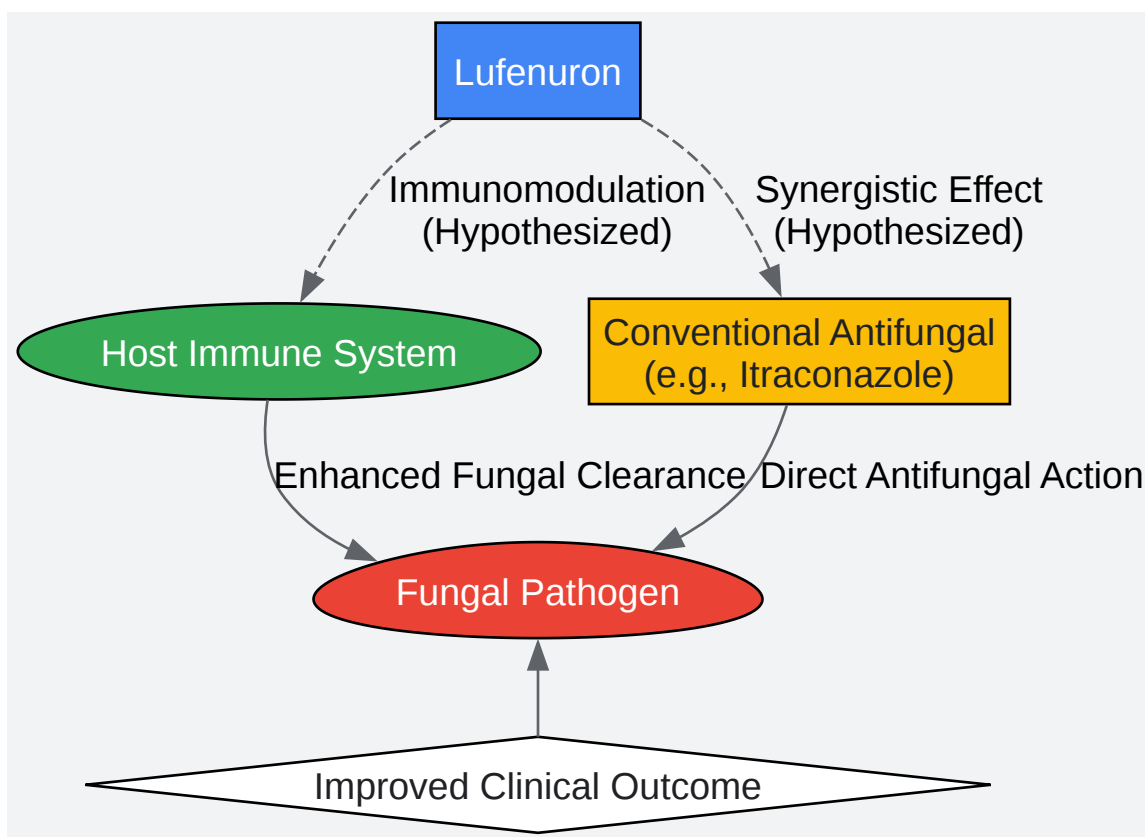 Lufenuron
Immunomodulation
(Hypothesized)
Synergistic Effect
(Hypothesized)
Host Immune System
Conventional Antifungal
(e.g., Itraconazole)
Enhanced Fungal Clearance
Direct Antifungal Action
Fungal Pathogen
Improved Clinical Outcome